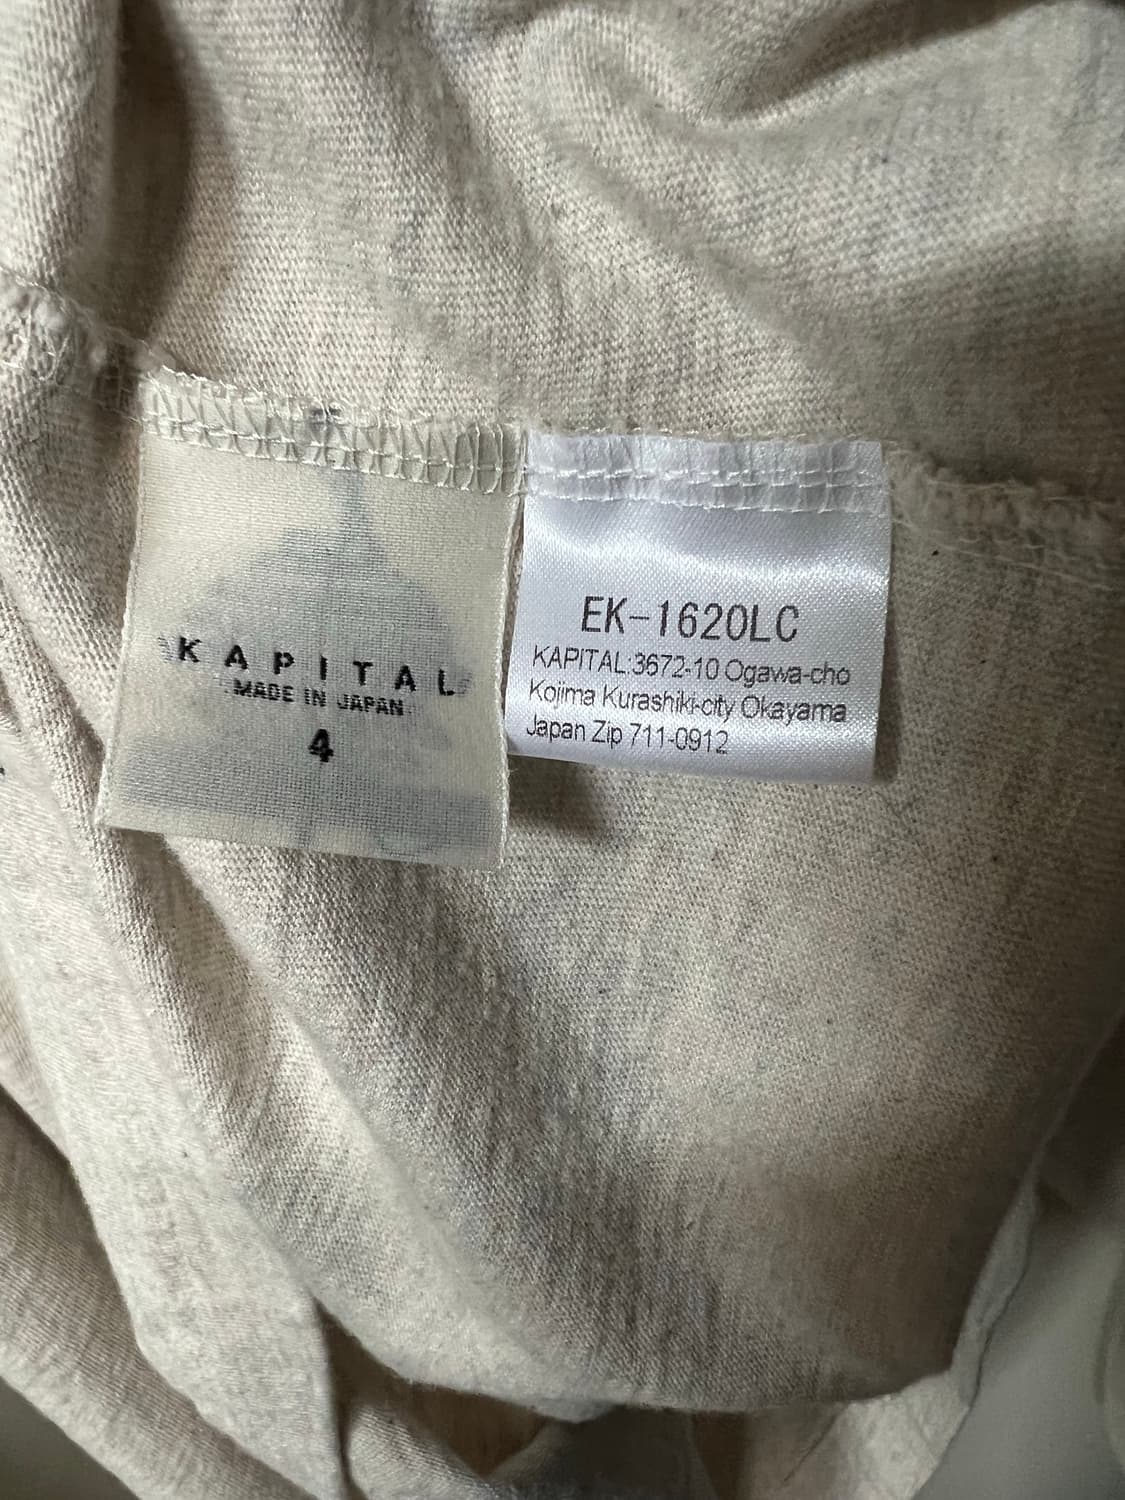 KAPITAL
MADE IN JAPAN
4
EK-1620LC
KAPITAL:3672-10 Ogawa-cho
Kojima Kurashiki-city Okayama
Japan Zip 711-0912